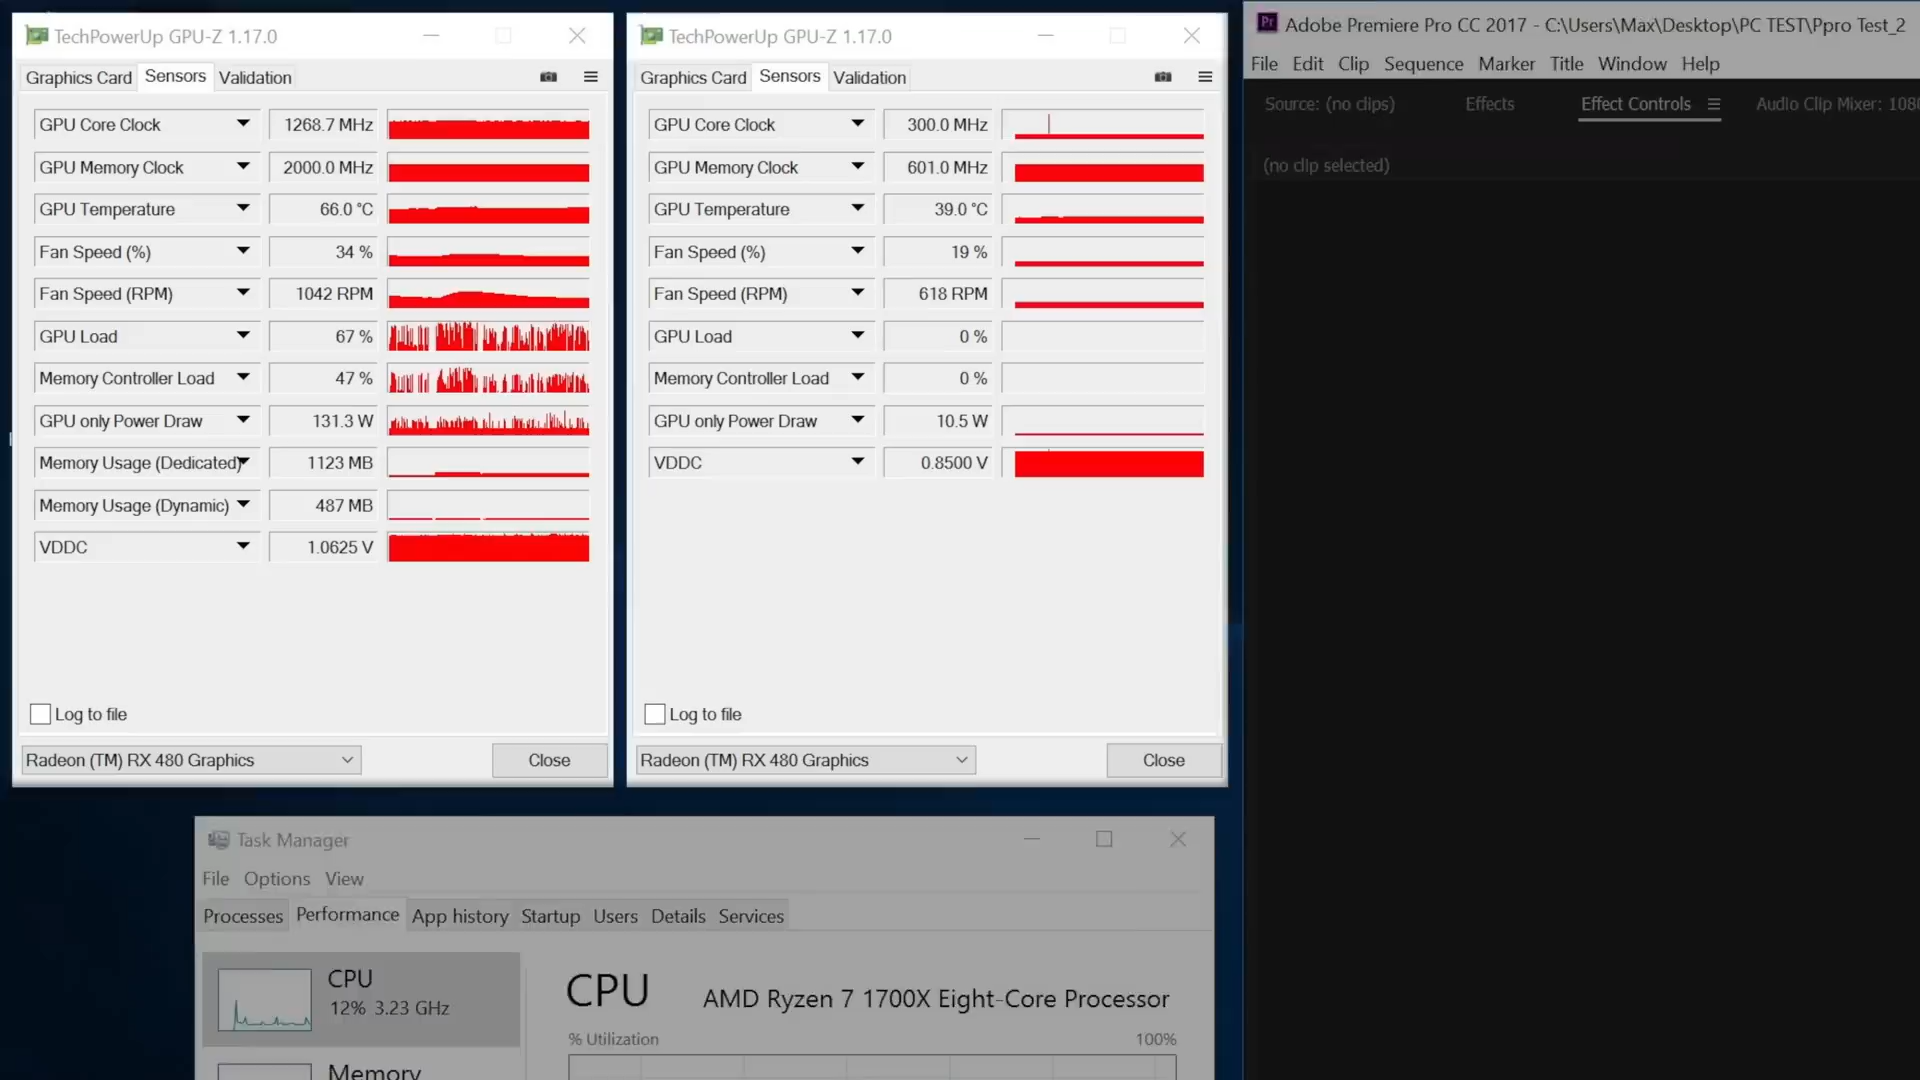 TechPowerUp GPU-Z 1.17.0
Graphics Card Sensors Validation
GPU Core Clock 1268.7 MHz
GPU Memory Clock 2000.0 MHz
GPU Temperature 66.0 °C
Fan Speed (%) 34 %
Fan Speed (RPM) 1042 RPM
GPU Load 67 %
Memory Controller Load 47 %
GPU only Power Draw 131.3 W
Memory Usage (Dedicated) 1123 MB
Memory Usage (Dynamic) 487 MB
VDDC 1.0625 V
Log to file
Radeon (TM) RX 480 Graphics Close
TechPowerUp GPU-Z 1.17.0
Graphics Card Sensors Validation
GPU Core Clock 300.0 MHz
GPU Memory Clock 601.0 MHz
GPU Temperature 39.0 °C
Fan Speed (%) 19 %
Fan Speed (RPM) 618 RPM
GPU Load 0 %
Memory Controller Load 0 %
GPU only Power Draw 10.5 W
VDDC 0.8500 V
Log to file
Radeon (TM) RX 480 Graphics Close
Pr Adobe Premiere Pro CC 2017 - C:\Users\Max\Desktop\PC TEST\Ppro Test_2
File Edit Clip Sequence Marker Title Window Help
Source: (no clips) Effects Effect Controls Audio Clip Mixer: 108
(no clip selected)
Task Manager
File Options View
Processes Performance App history Startup Users Details Services
CPU
12% 3.23 GHz
Memory
CPU AMD Ryzen 7 1700X Eight-Core Processor
% Utilization 100%